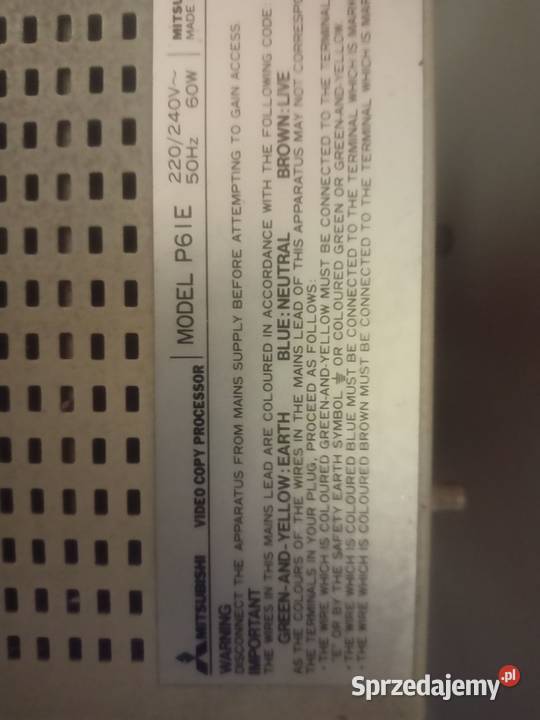 MITSUBISHI VIDEO COPY PROCESSOR MODEL P61E 220/240V~ 50Hz 60W MITSU
MADE
WARNING
DISCONNECT THE APPARATUS FROM MAINS SUPPLY BEFORE ATTEMPTING TO GAIN ACCESS
IMPORTANT
THE WIRES IN THIS MAINS LEAD ARE COLOURED IN ACCORDANCE WITH THE FOLLOWING CODE
GREEN-AND-YELLOW:EARTH BLUE:NEUTRAL BROWN:LIVE
AS THE COLOURS OF THE WIRES IN THE MAINS LEAD OF THIS APPARATUS MAY NOT CORRESPO
THE TERMINALS IN YOUR PLUG, PROCEED AS FOLLOWS:
·THE WIRE WHICH IS COLOURED GREEN-AND-YELLOW MUST BE CONNECTED TO THE TERMINAL
OR BY THE SAFETY EARTH SYMBOL ⏚ OR COLOURED GREEN OR GREEN-AND-YELLOW.
·THE WIRE WHICH IS COLOURED BLUE MUST BE CONNECTED TO THE TERMINAL WHICH IS MARK
·THE WIRE WHICH IS COLOURED BROWN MUST BE CONNECTED TO THE TERMINAL WHICH IS MAR
Sprzedajemy.pl